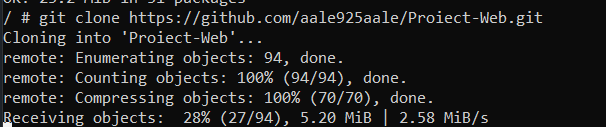 OK: 29.2 MiB in 31 packages
/ # git clone https://github.com/aale925aale/Proiect-Web.git
Cloning into 'Proiect-Web'...
remote: Enumerating objects: 94, done.
remote: Counting objects: 100% (94/94), done.
remote: Compressing objects: 100% (70/70), done.
Receiving objects:  28% (27/94), 5.20 MiB | 2.58 MiB/s